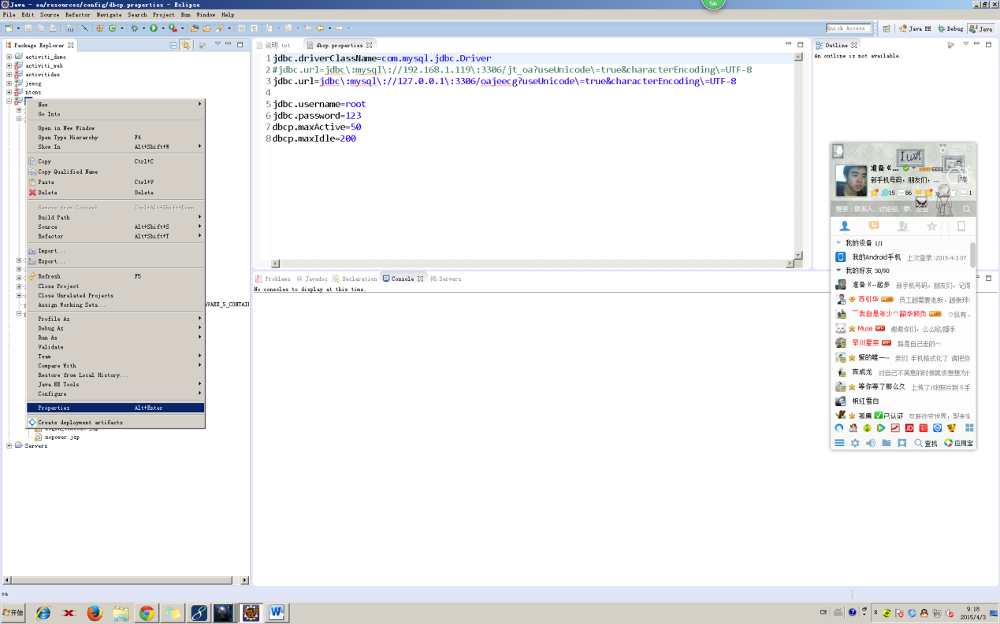 Java - oa/resources/config/dbcp.properties - Eclipse
56
File Edit Source Refactor Navigate Search Project Run Window Help
Quick Access
Java EE
Debug
Java
Package Explorer
activiti_demo
activiti_web
activitides
jeecg
ntcms
New
Go Into
Open in New Window
Open Type Hierarchy F4
Show In Alt+Shift+W
Copy Ctrl+C
Copy Qualified Name
Paste Ctrl+V
Delete Delete
Remove from Context Ctrl+Alt+Shift+Down
Build Path
Source Alt+Shift+S
Refactor Alt+Shift+T
Import...
Export...
Refresh F5
Close Project
Close Unrelated Projects
Assign Working Sets...
Profile As
Debug As
Run As
Validate
Team
Compare With
Restore from Local History...
Java EE Tools
Configure
Properties Alt+Enter
Create deployment artifacts
AVAEE_5_CONTAI
nopower.jsp
Servers
说明.txt
dbcp.properties
1 jdbc.driverClassName=com.mysql.jdbc.Driver
2 #jdbc.url=jdbc\:mysql\://192.168.1.119\:3306/jt_oa?useUnicode\=true&characterEncoding\=UTF-8
3 jdbc.url=jdbc\:mysql\://127.0.0.1\:3306/oajeecg?useUnicode\=true&characterEncoding\=UTF-8
4
5 jdbc.username=root
6 jdbc.password=123
7 dbcp.maxActive=50
8 dbcp.maxIdle=200
Problems
Javadoc
Declaration
Console
Servers
No consoles to display at this time.
Outline
An outline is not available.
QQ
准备《...
新手机号码，朋友们，...
15
86
1
搜索：联系人、讨论组、群、企业
我的设备 1/1
我的Android手机 上次登录 :2015-4-3 07
我的好友 30/90
准备《--起步 新手机号码，朋友们，记得
苏引华 员工越需要老板、越崇拜
我自是年少⌒韶华倾负 つ纵有、
Muse VIP 谢谢你们，么么哒/握手
早川星奈 VIP 路是自己走的～
爱的唯一-- 亲们 手机格式化了 请把你
宾成龙 对自己不满意的时候就该想想为什
等你等了那么久 上传了1张照片到《手
枫红雪白
孤鹰 已认证 互联改变世界，聚来
查找
应用宝
oa
开始
CH
9:18
2015/4/3